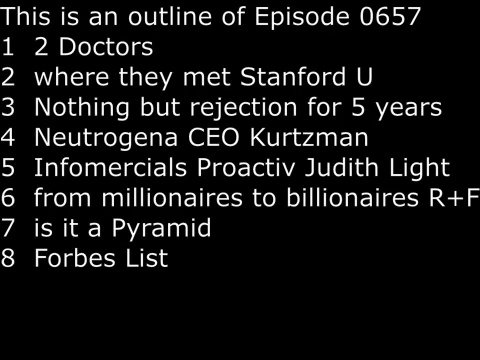 This is an outline of Episode 0657
1 2 Doctors
2 where they met Stanford U
3 Nothing but rejection for 5 years
4 Neutrogena CEO Kurtzman
5 Infomercials Proactiv Judith Light
6 from millionaires to billionaires R+F
7 is it a Pyramid
8 Forbes List